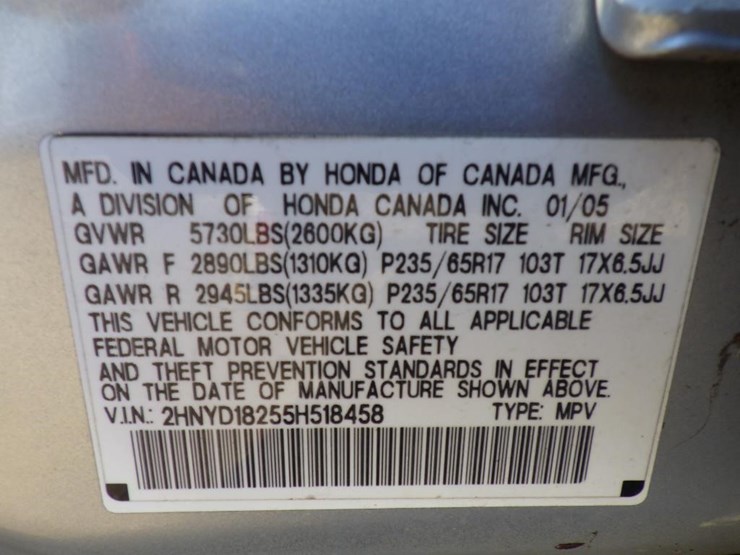 MFD. IN CANADA BY HONDA OF CANADA MFG.,
A DIVISION OF HONDA CANADA INC. 01/05
GVWR 5730LBS(2600KG) TIRE SIZE RIM SIZE
GAWR F 2890LBS(1310KG) P235/65R17 103T 17X6.5JJ
GAWR R 2945LBS(1335KG) P235/65R17 103T 17X6.5JJ
THIS VEHICLE CONFORMS TO ALL APPLICABLE
FEDERAL MOTOR VEHICLE SAFETY
AND THEFT PREVENTION STANDARDS IN EFFECT
ON THE DATE OF MANUFACTURE SHOWN ABOVE.
V.I.N.: 2HNYD18255H518458 TYPE: MPV